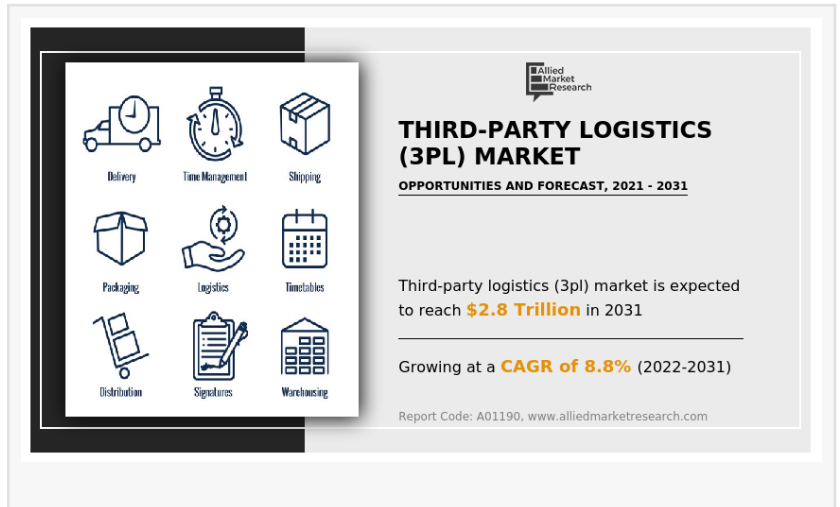 Delivery
Time Management
Shipping
Packaging
Logistics
Timetables
Distribution
Signatures
Warehousing
Allied
Market
Research
THIRD-PARTY LOGISTICS
(3PL) MARKET
OPPORTUNITIES AND FORECAST, 2021 - 2031
Third-party logistics (3pl) market is expected
to reach $2.8 Trillion in 2031
Growing at a CAGR of 8.8% (2022-2031)
Report Code: A01190, www.alliedmarketresearch.com